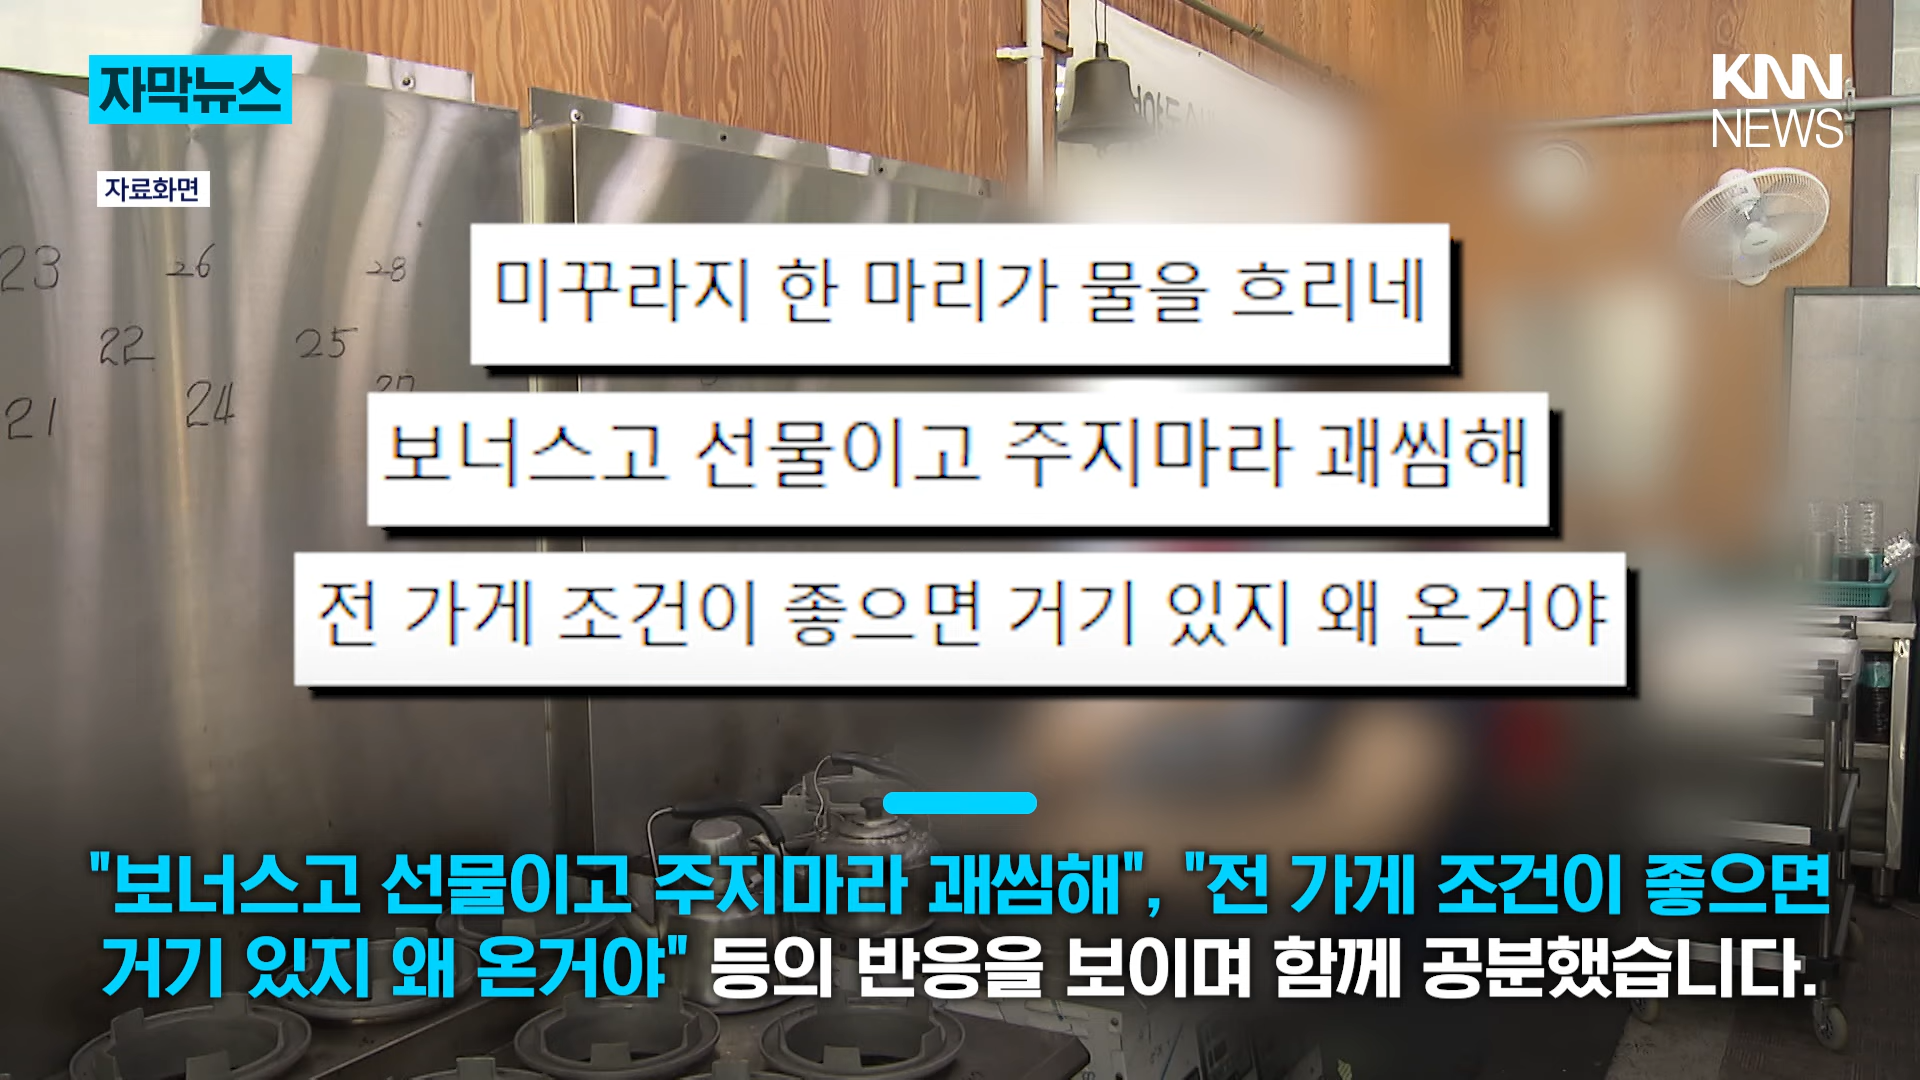 자막뉴스
KNN
NEWS
자료화면
23
26
28
22
25
21
24
27
미꾸라지 한 마리가 물을 흐리네
보너스고 선물이고 주지마라 괘씸해
전 가게 조건이 좋으면 거기 있지 왜 온거야
"보너스고 선물이고 주지마라 괘씸해", "전 가게 조건이 좋으면
거기 있지 왜 온거야" 등의 반응을 보이며 함께 공분했습니다.